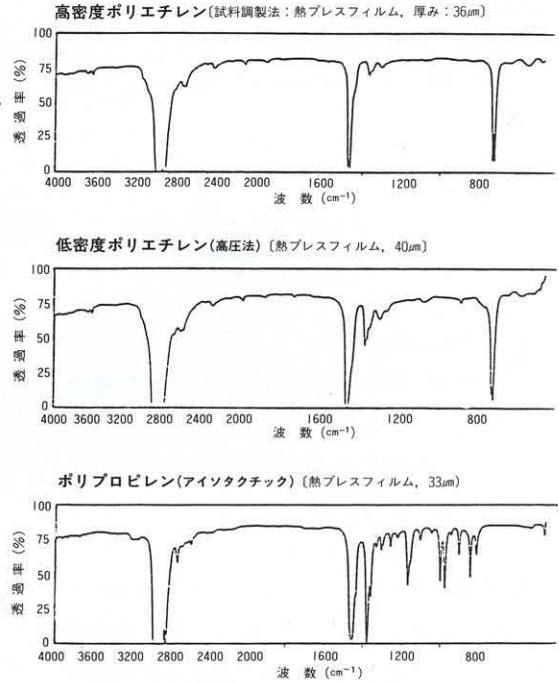 高密度ポリエチレン〔試料調製法：熱プレスフィルム，厚み：36μm〕
透過率(%)
100
75
50
25
0
4000 3600 3200 2800 2400 2000 1600 1200 800
波数(cm⁻¹)
低密度ポリエチレン(高圧法)〔熱プレスフィルム，40μm〕
透過率(%)
100
75
50
25
0
4000 3600 3200 2800 2400 2000 1600 1200 800
波数(cm⁻¹)
ポリプロピレン(アイソタクチック)〔熱プレスフィルム，33μm)
透過率(%)
100
75
50
25
0
4000 3600 3200 2800 2400 2000 1600 1200 800
波数(cm⁻¹)